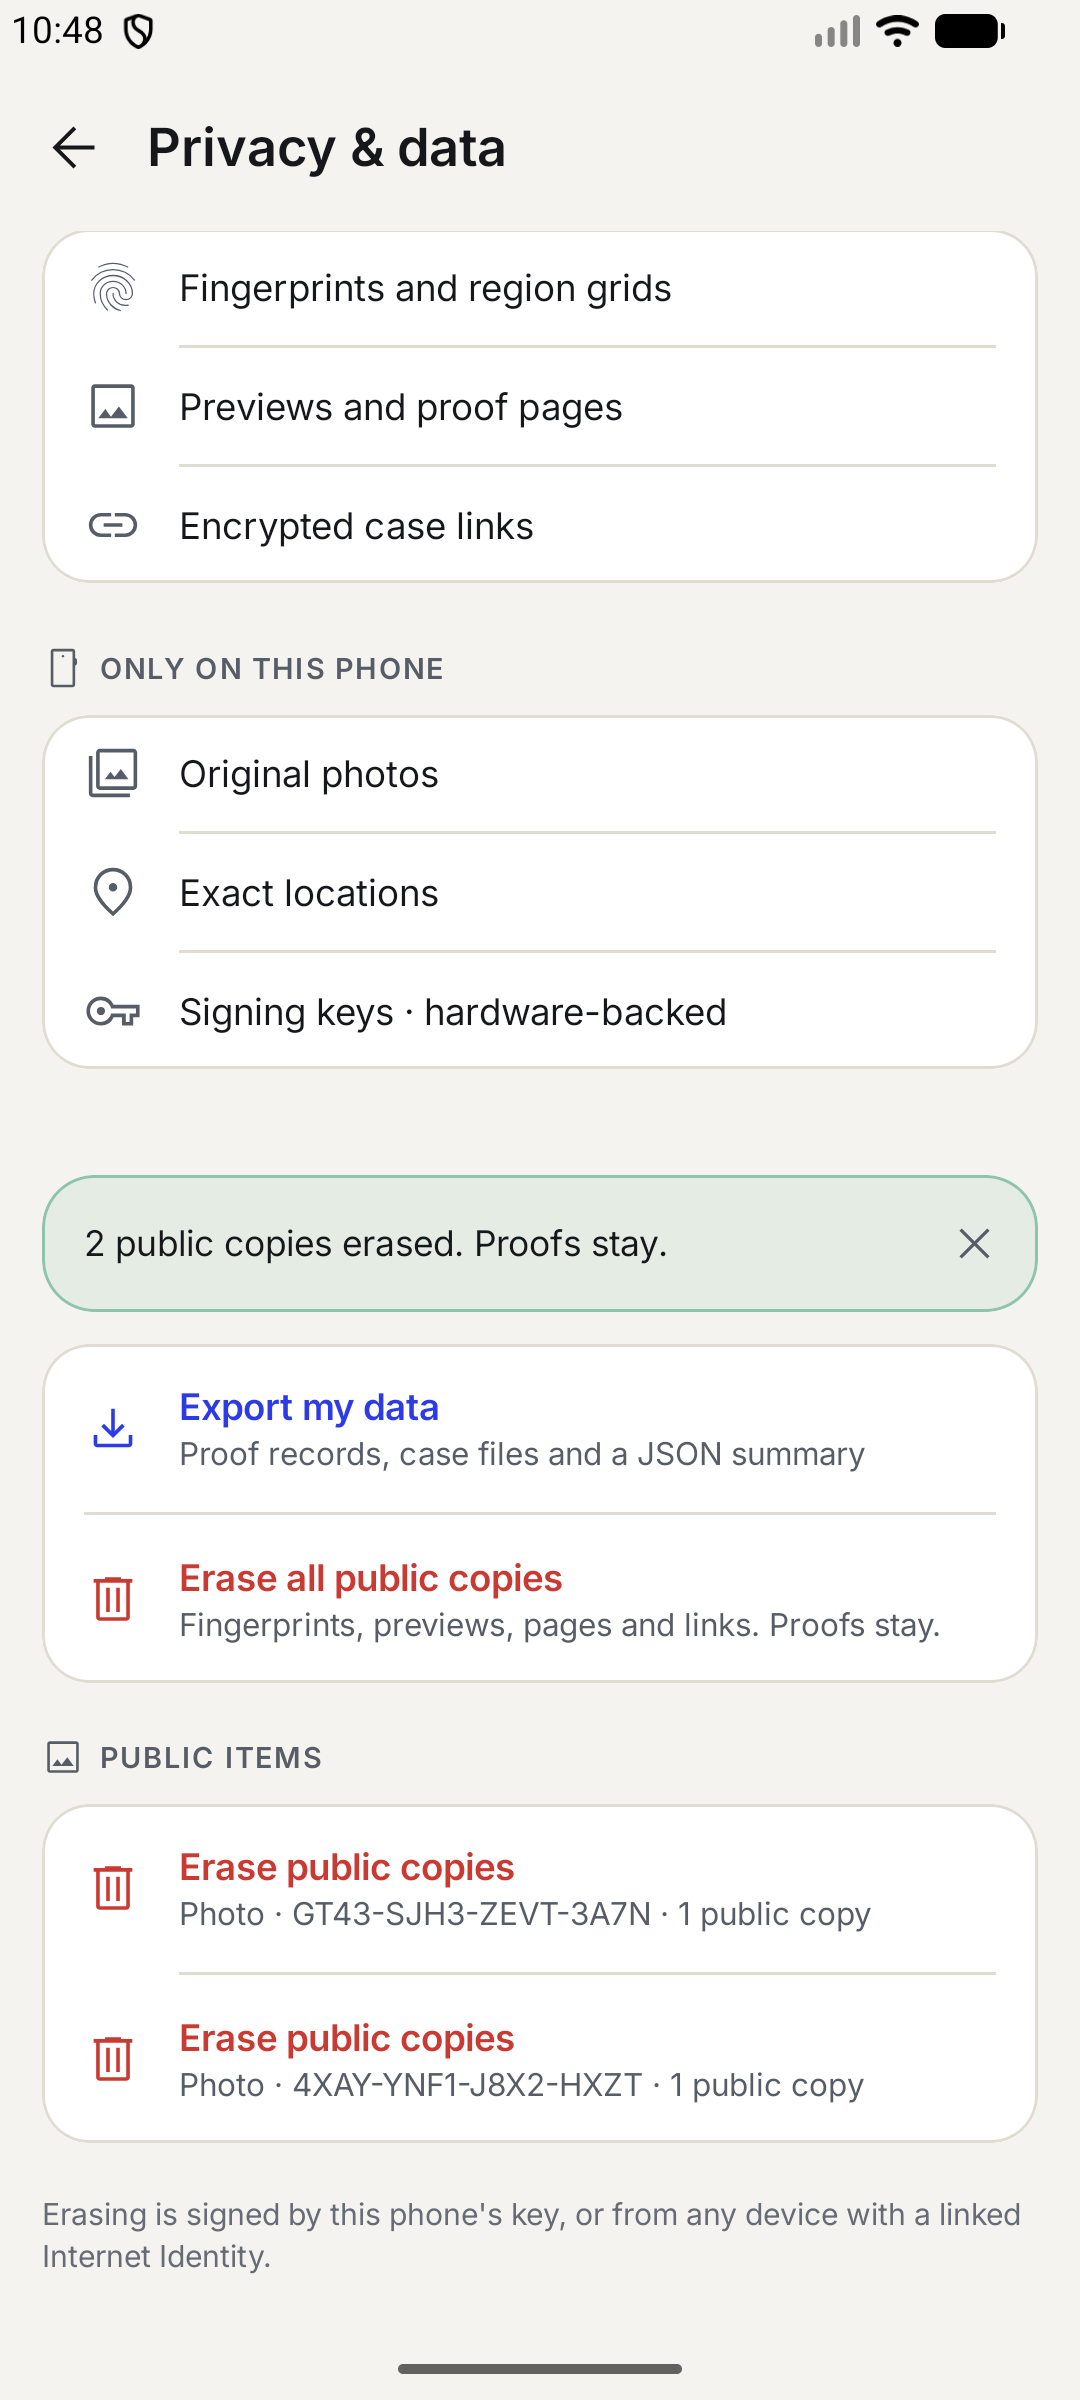 10:48
Privacy & data
Fingerprints and region grids
Previews and proof pages
Encrypted case links
ONLY ON THIS PHONE
Original photos
Exact locations
Signing keys · hardware-backed
2 public copies erased. Proofs stay.
Export my data
Proof records, case files and a JSON summary
Erase all public copies
Fingerprints, previews, pages and links. Proofs stay.
PUBLIC ITEMS
Erase public copies
Photo · GT43-SJH3-ZEVT-3A7N · 1 public copy
Erase public copies
Photo · 4XAY-YNF1-J8X2-HXZT · 1 public copy
Erasing is signed by this phone's key, or from any device with a linked
Internet Identity.